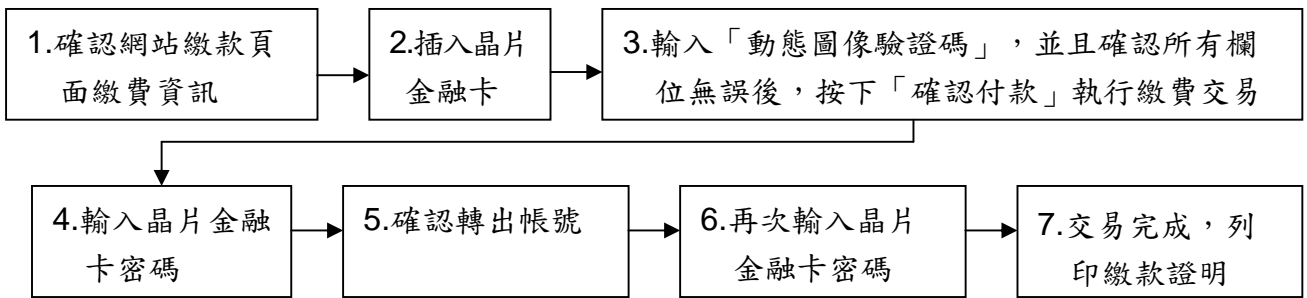 1.確認網站繳款頁
面繳費資訊
2.插入晶片
金融卡
3.輸入「動態圖像驗證碼」，並且確認所有欄
位無誤後，按下「確認付款」執行繳費交易
4.輸入晶片金融
卡密碼
5.確認轉出帳號
6.再次輸入晶片
金融卡密碼
7.交易完成，列
印繳款證明